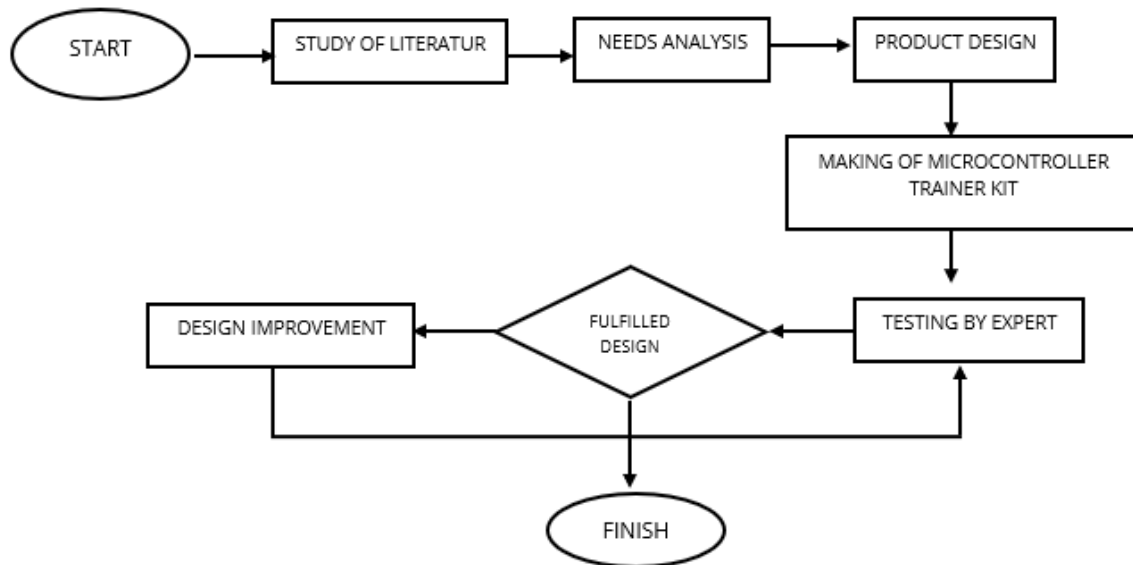 START
STUDY OF LITERATUR
NEEDS ANALYSIS
PRODUCT DESIGN
MAKING OF MICROCONTROLLER
TRAINER KIT
TESTING BY EXPERT
FULFILLED
DESIGN
DESIGN IMPROVEMENT
FINISH